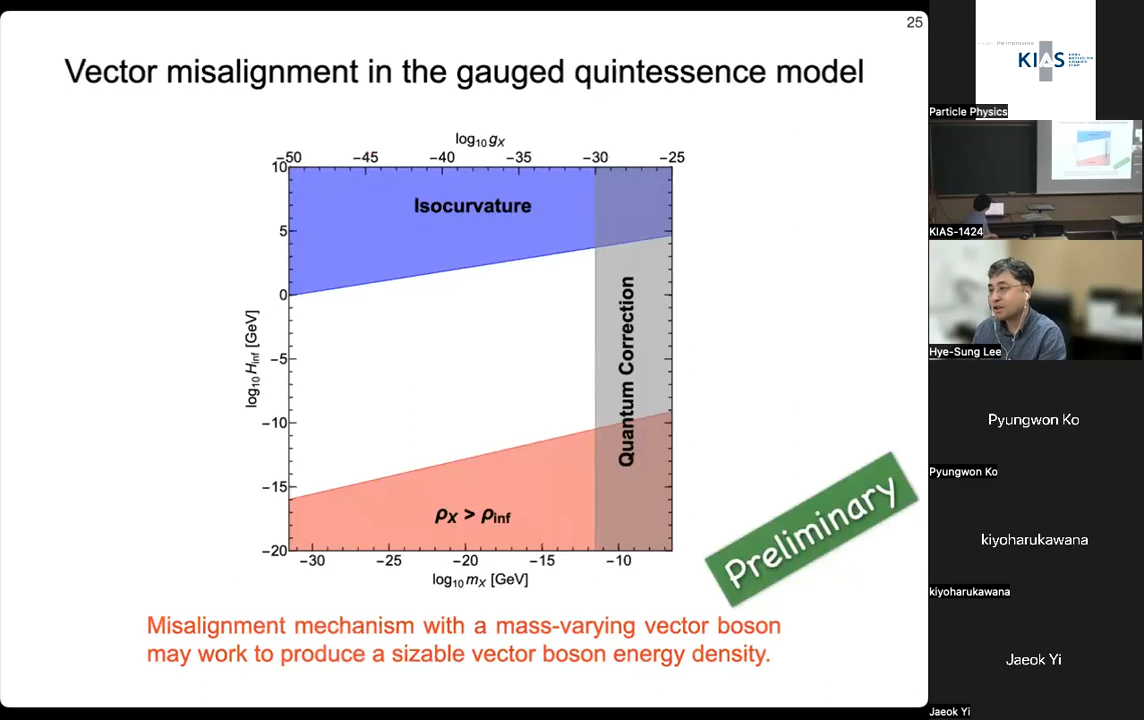 25
Vector misalignment in the gauged quintessence model
log10 gX
−50 −45 −40 −35 −30 −25
10
5
0
−5
−10
−15
−20
log10 Hinf [GeV]
Isocurvature
Quantum Correction
ρX > ρinf
−30 −25 −20 −15 −10
log10 mX [GeV]
Preliminary
Misalignment mechanism with a mass-varying vector boson
may work to produce a sizable vector boson energy density.
the impossible
KIAS
Particle Physics
KIAS-1424
Hye-Sung Lee
Pyungwon Ko
Pyungwon Ko
kiyoharukawana
kiyoharukawana
Jaeok Yi
Jaeok Yi